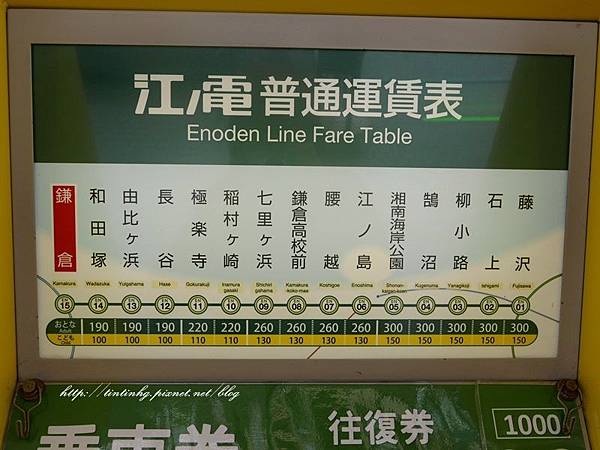 江ノ電 普通運賃表
Enoden Line Fare Table
鎌倉 和田塚 由比ヶ浜 長谷 極楽寺 稲村ヶ崎 七里ヶ浜 鎌倉高校前 腰越 江ノ島 湘南海岸公園 鵠沼 柳小路 石上 藤沢
Kamakura Wadazuka Yuigahama Hase Gokurakuji Inamuragasaki Shichirigahama Kamakura-koko-mae Koshigoe Enoshima Shonan-kaigan-koen Kugenuma Yanagikoji Ishigami Fujisawa
15 14 13 12 11 10 09 08 07 06 05 04 03 02 01
おとな Adult 190 190 190 220 220 260 260 260 260 300 300 300 300 300
こども Child 100 100 100 110 110 130 130 130 130 150 150 150 150 150
http://tintinhg.pixnet.net/blog
乗車券 往復券 1000